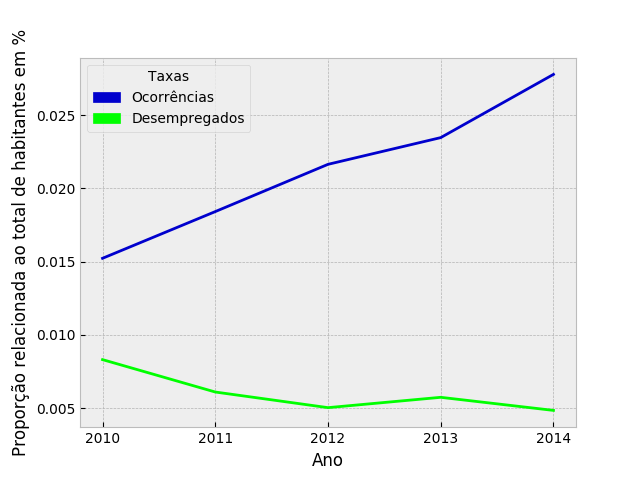 Proporção relacionada ao total de habitantes em %
Taxas
Ocorrências
Desempregados
0.025
0.020
0.015
0.010
0.005
2010 2011 2012 2013 2014
Ano